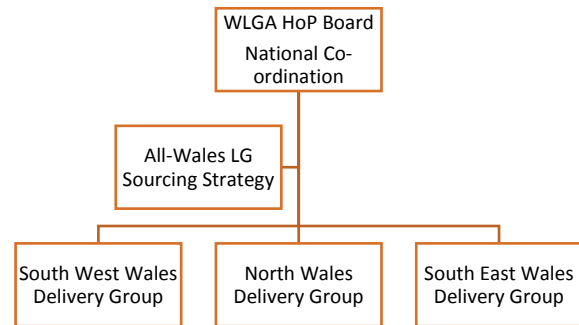 WLGA HoP Board
National Co-
ordination
All-Wales LG
Sourcing Strategy
South West Wales
Delivery Group
North Wales
Delivery Group
South East Wales
Delivery Group